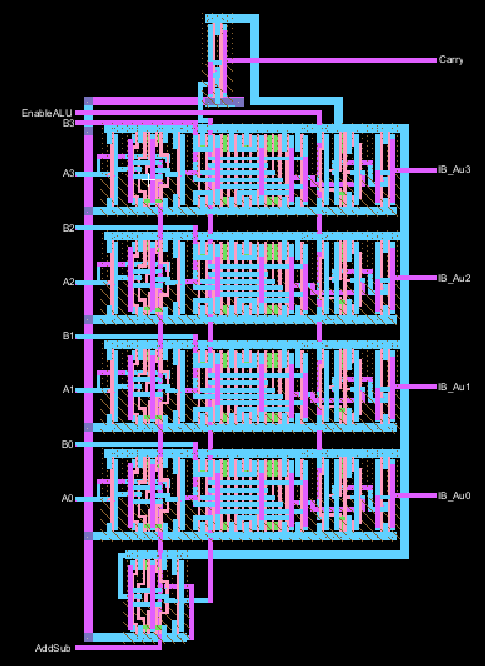 Carry
EnableALU
B3
A3
IB_Au3
B2
A2
IB_Au2
B1
A1
IB_Au1
B0
A0
IB_Au0
AddSub